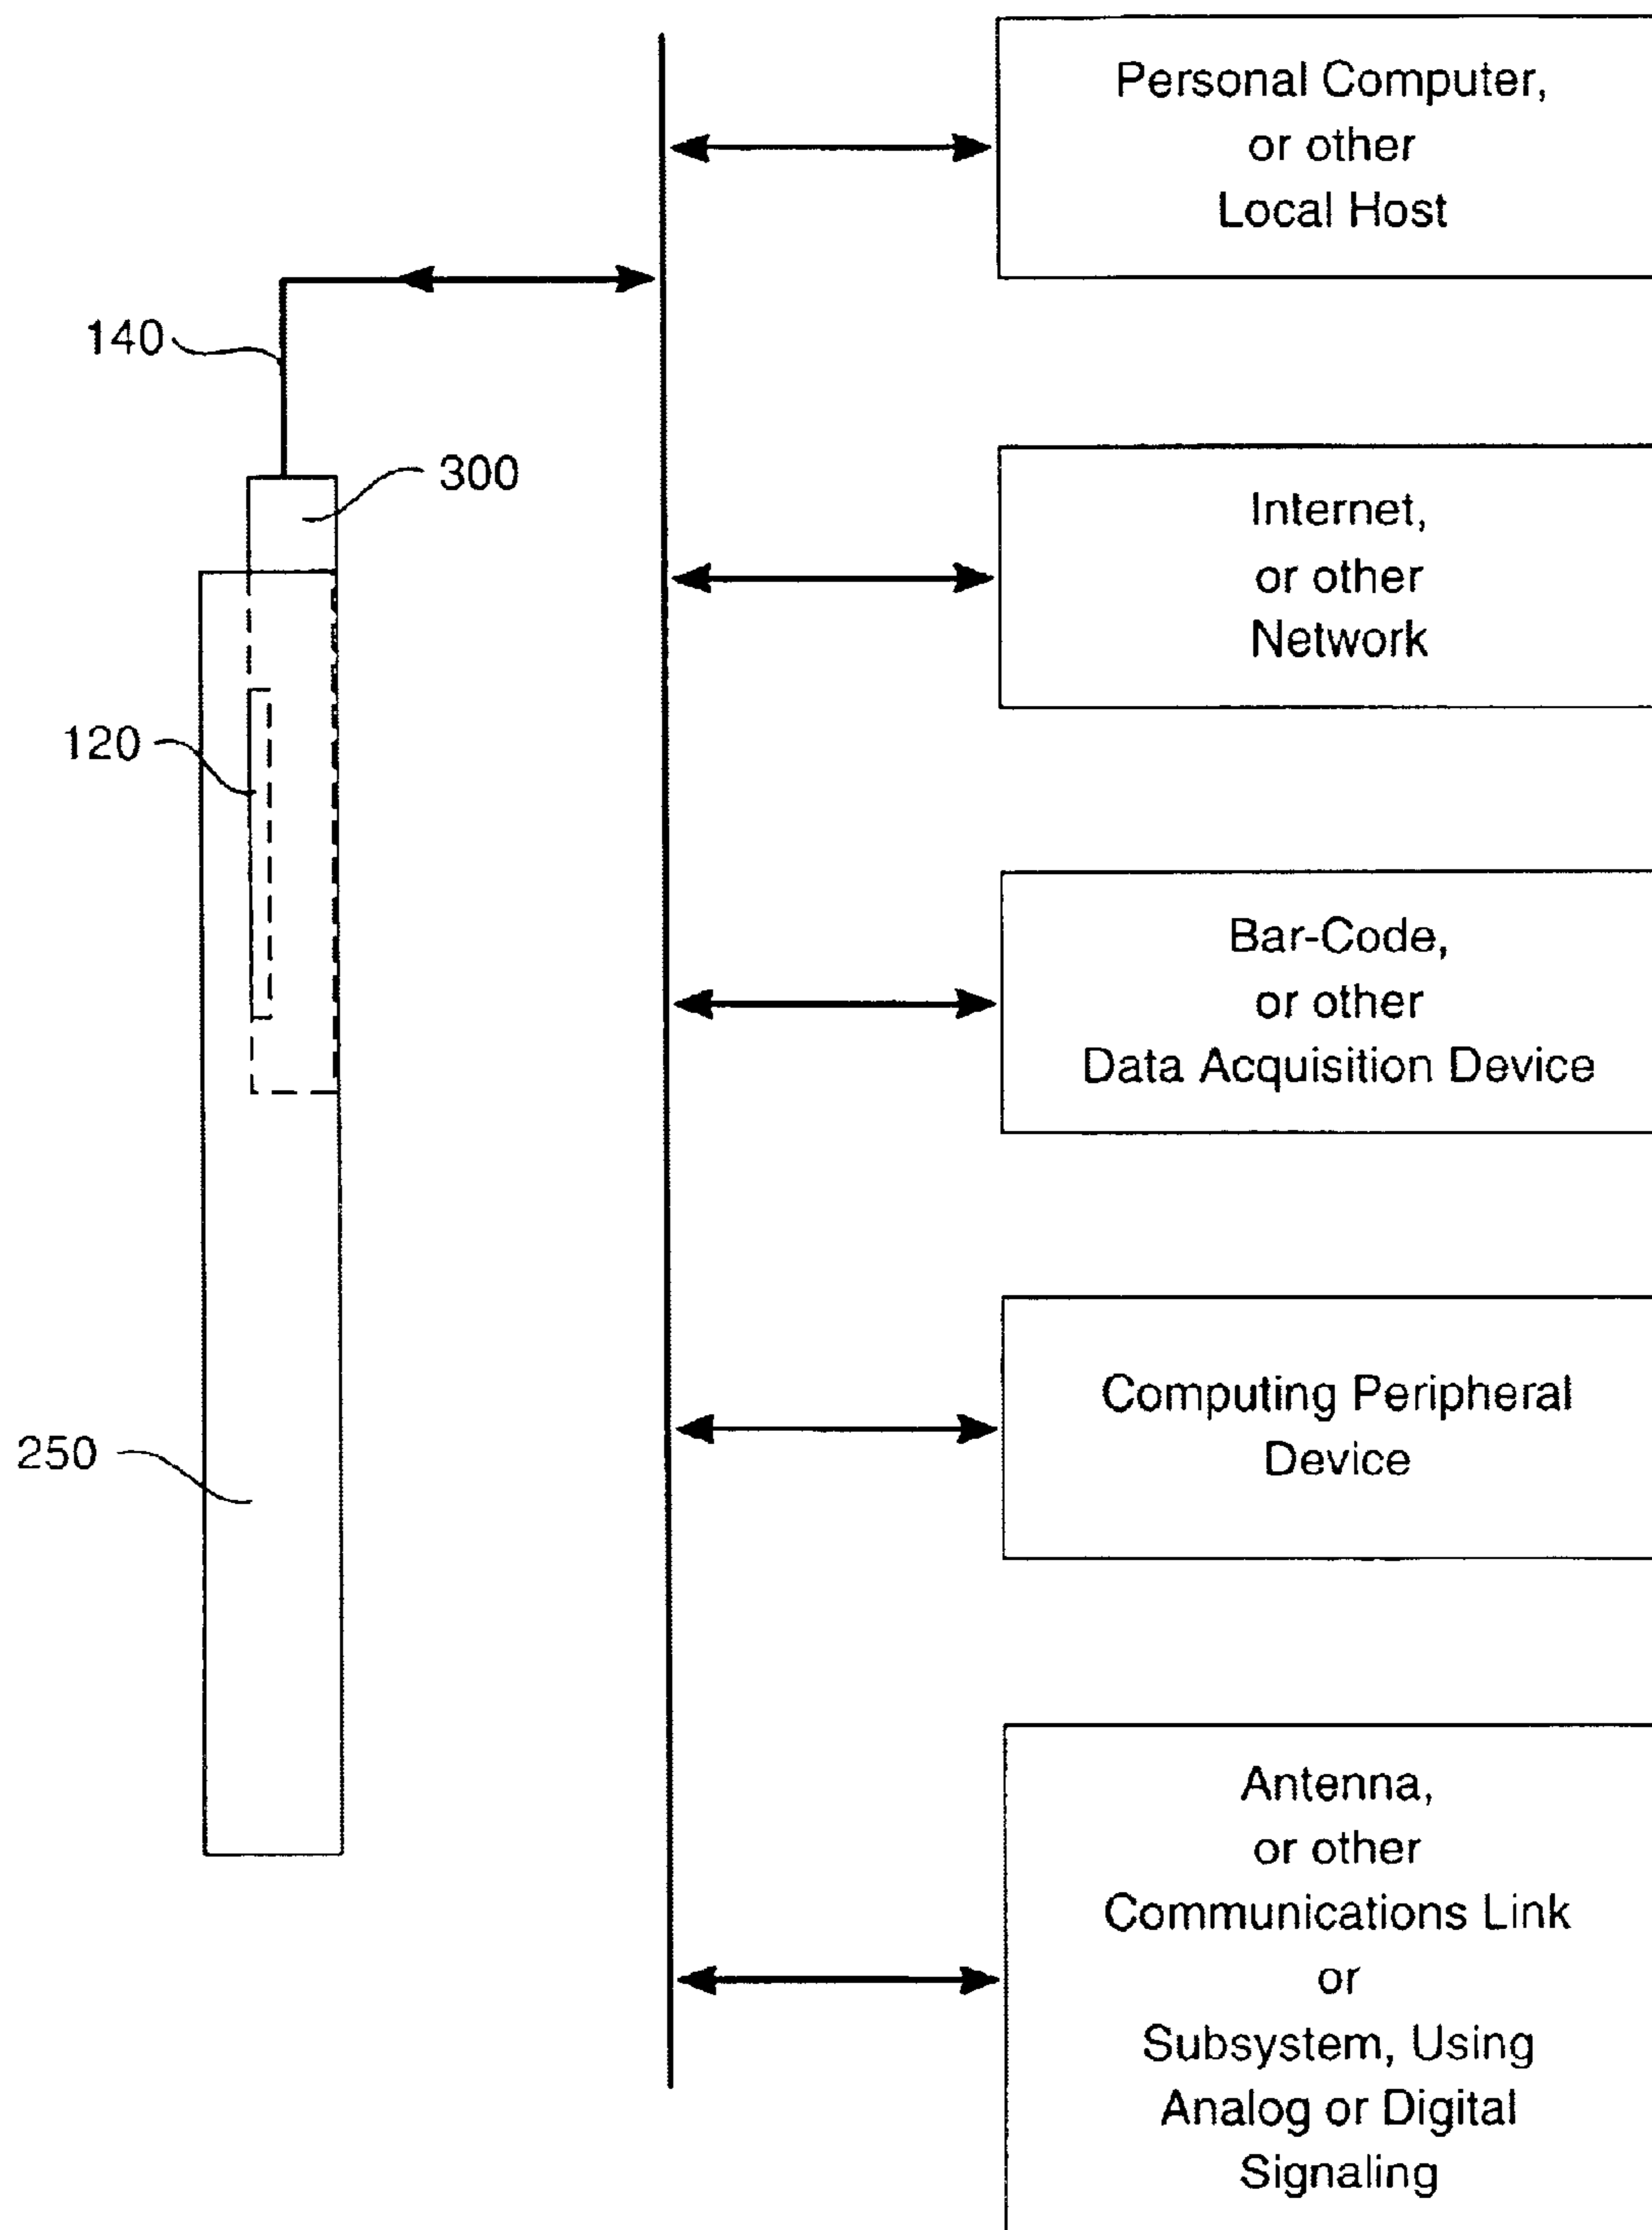 Personal Computer,
or other
Local Host
140
300
Internet,
or other
Network
120
Bar-Code,
or other
Data Acquisition Device
Computing Peripheral
Device
250
Antenna,
or other
Communications Link
or
Subsystem, Using
Analog or Digital
Signaling